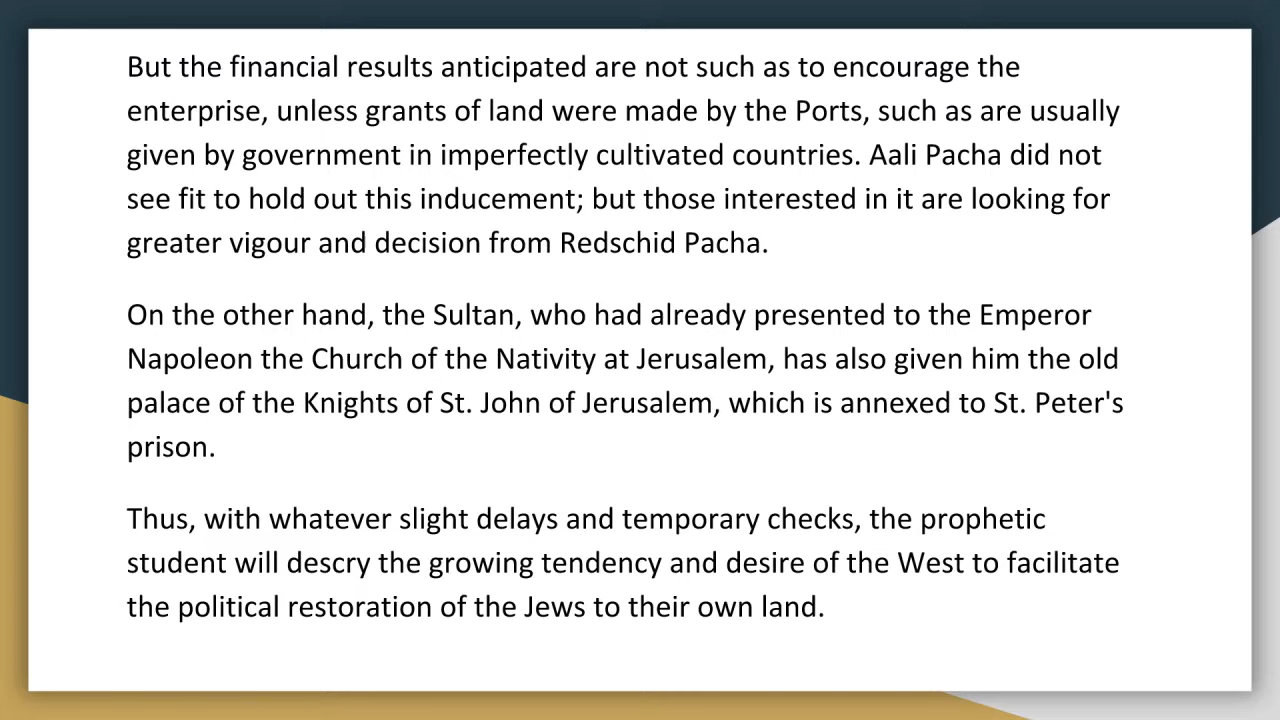 But the financial results anticipated are not such as to encourage the
enterprise, unless grants of land were made by the Ports, such as are usually
given by government in imperfectly cultivated countries. Aali Pacha did not
see fit to hold out this inducement; but those interested in it are looking for
greater vigour and decision from Redschid Pacha.
On the other hand, the Sultan, who had already presented to the Emperor
Napoleon the Church of the Nativity at Jerusalem, has also given him the old
palace of the Knights of St. John of Jerusalem, which is annexed to St. Peter's
prison.
Thus, with whatever slight delays and temporary checks, the prophetic
student will descry the growing tendency and desire of the West to facilitate
the political restoration of the Jews to their own land.